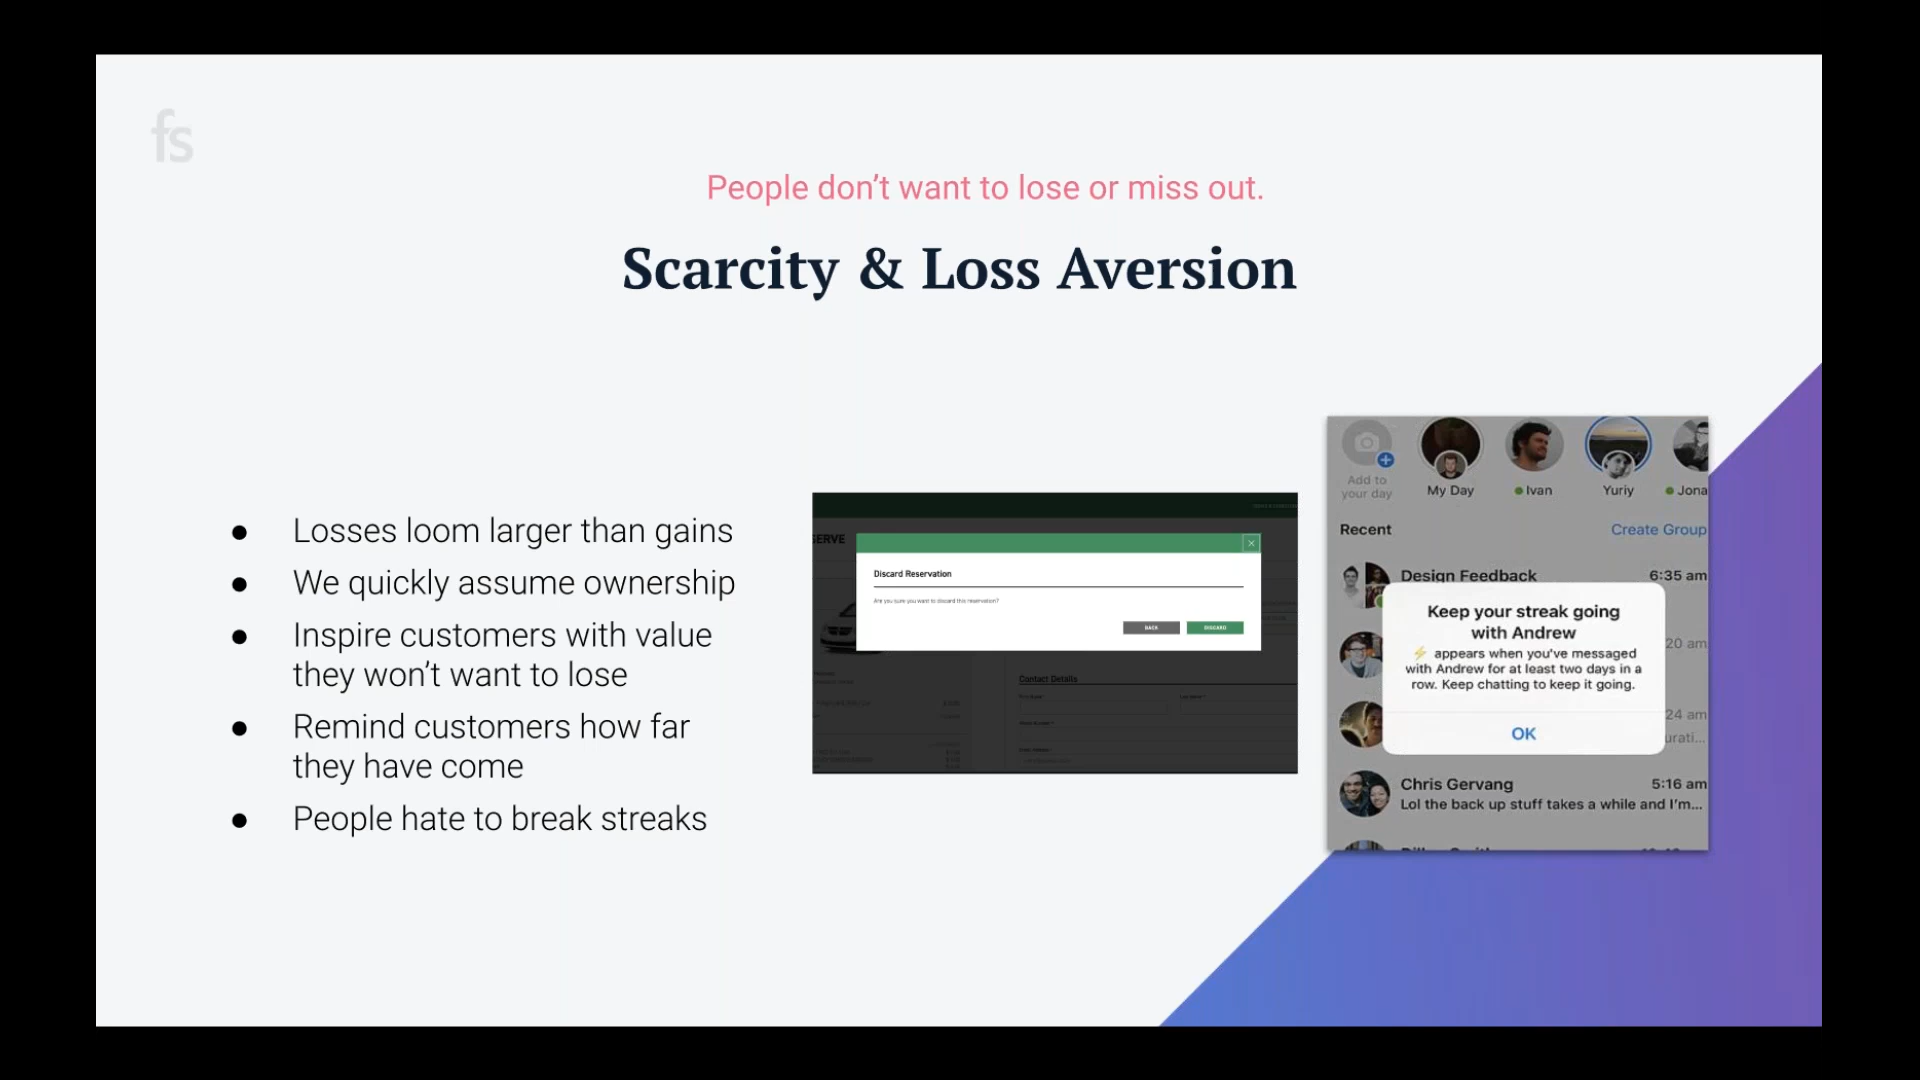 fs
People don’t want to lose or miss out.
Scarcity & Loss Aversion
● Losses loom larger than gains
● We quickly assume ownership
● Inspire customers with value
they won’t want to lose
● Remind customers how far
they have come
● People hate to break streaks
SERVE
Discard Reservation
Are you sure you want to discard this reservation?
BACK
DISCARD
Contact Details
Add to
your day
My Day
Ivan
Yuriy
Jona
Recent
Create Group
Design Feedback
6:35 am
Keep your streak going
with Andrew
⚡ appears when you've messaged
with Andrew for at least two days in a
row. Keep chatting to keep it going.
OK
20 am
24 am
urati...
Chris Gervang
5:16 am
Lol the back up stuff takes a while and I'm...